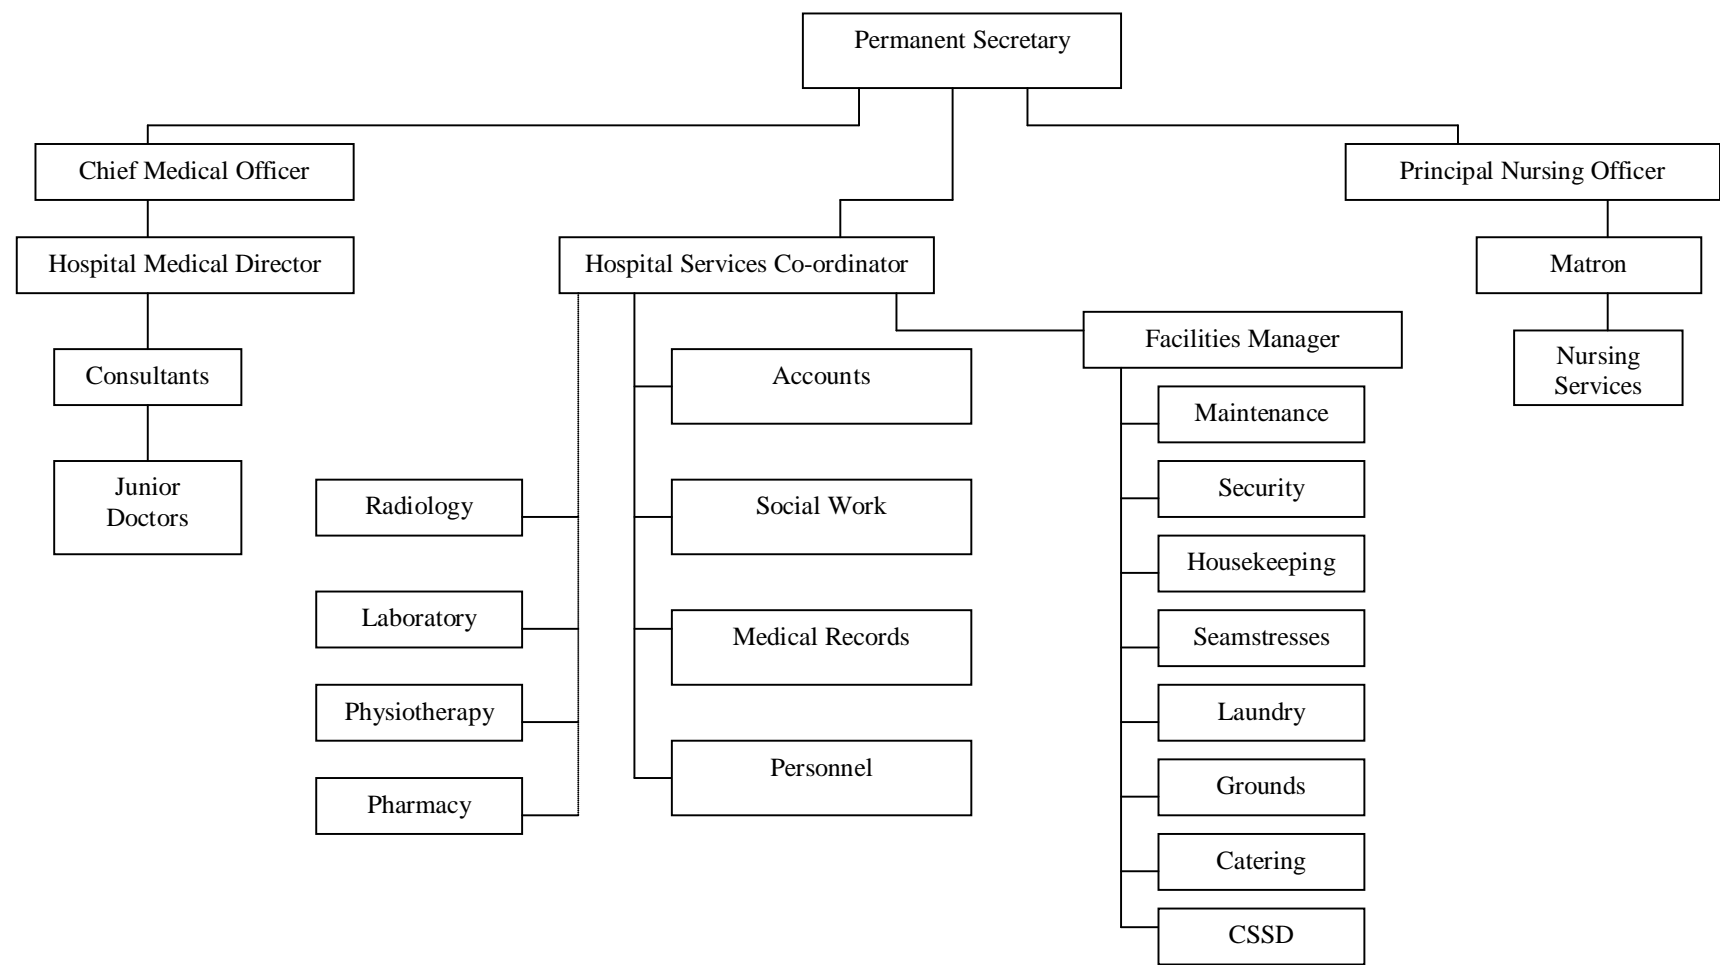 Permanent Secretary
Chief Medical Officer
Principal Nursing Officer
Hospital Medical Director
Hospital Services Co-ordinator
Matron
Facilities Manager
Consultants
Accounts
Nursing
Services
Maintenance
Junior
Doctors
Radiology
Social Work
Security
Housekeeping
Laboratory
Medical Records
Seamstresses
Physiotherapy
Laundry
Personnel
Pharmacy
Grounds
Catering
CSSD